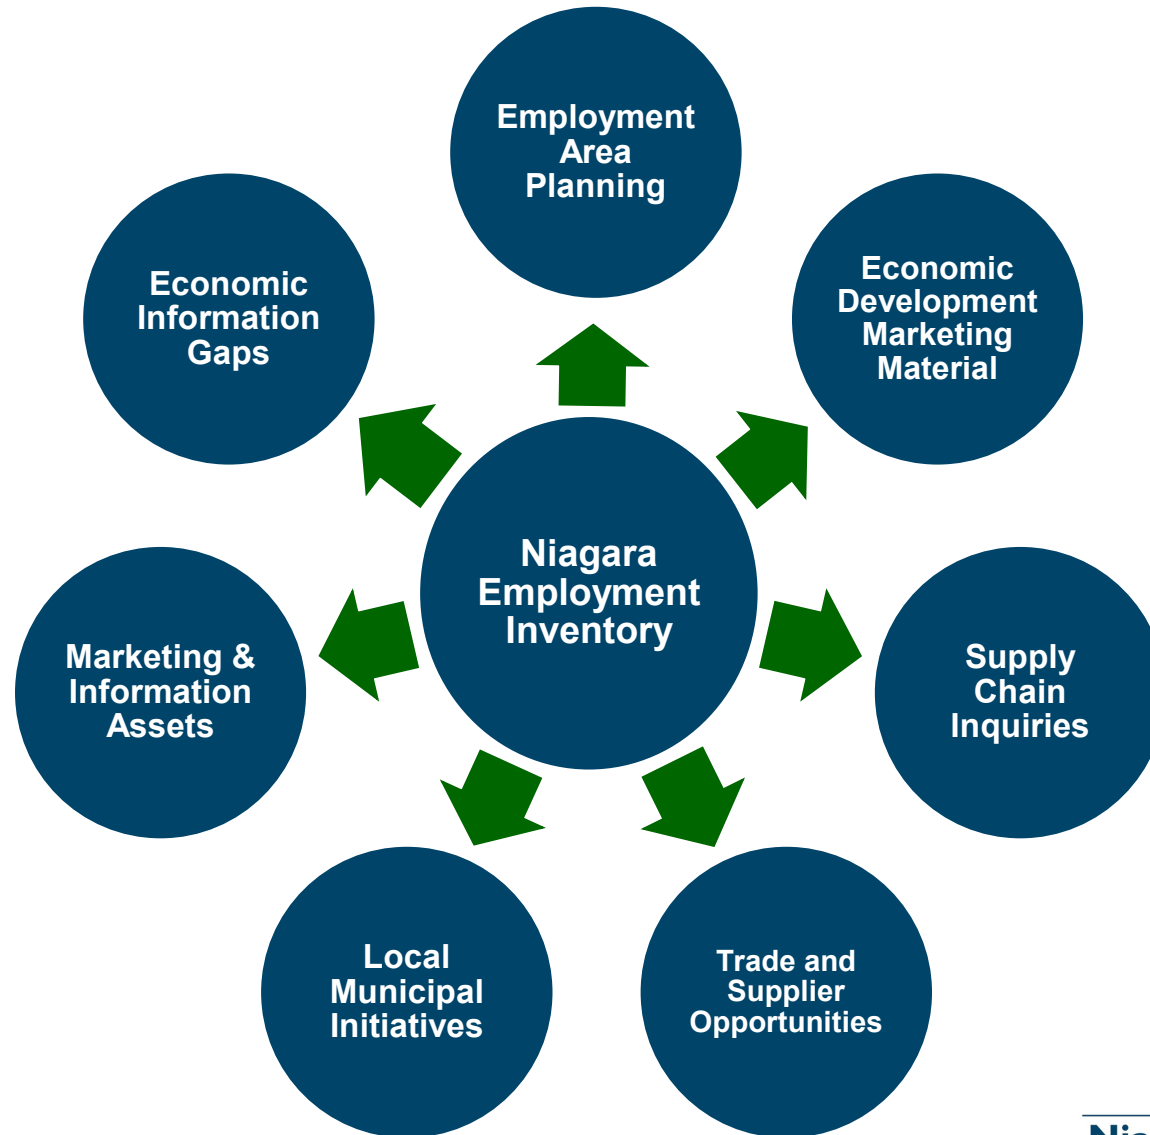 Employment
Area
Planning
Economic
Development
Marketing
Material
Economic
Information
Gaps
Niagara
Employment
Inventory
Supply
Chain
Inquiries
Marketing &
Information
Assets
Trade and
Supplier
Opportunities
Local
Municipal
Initiatives